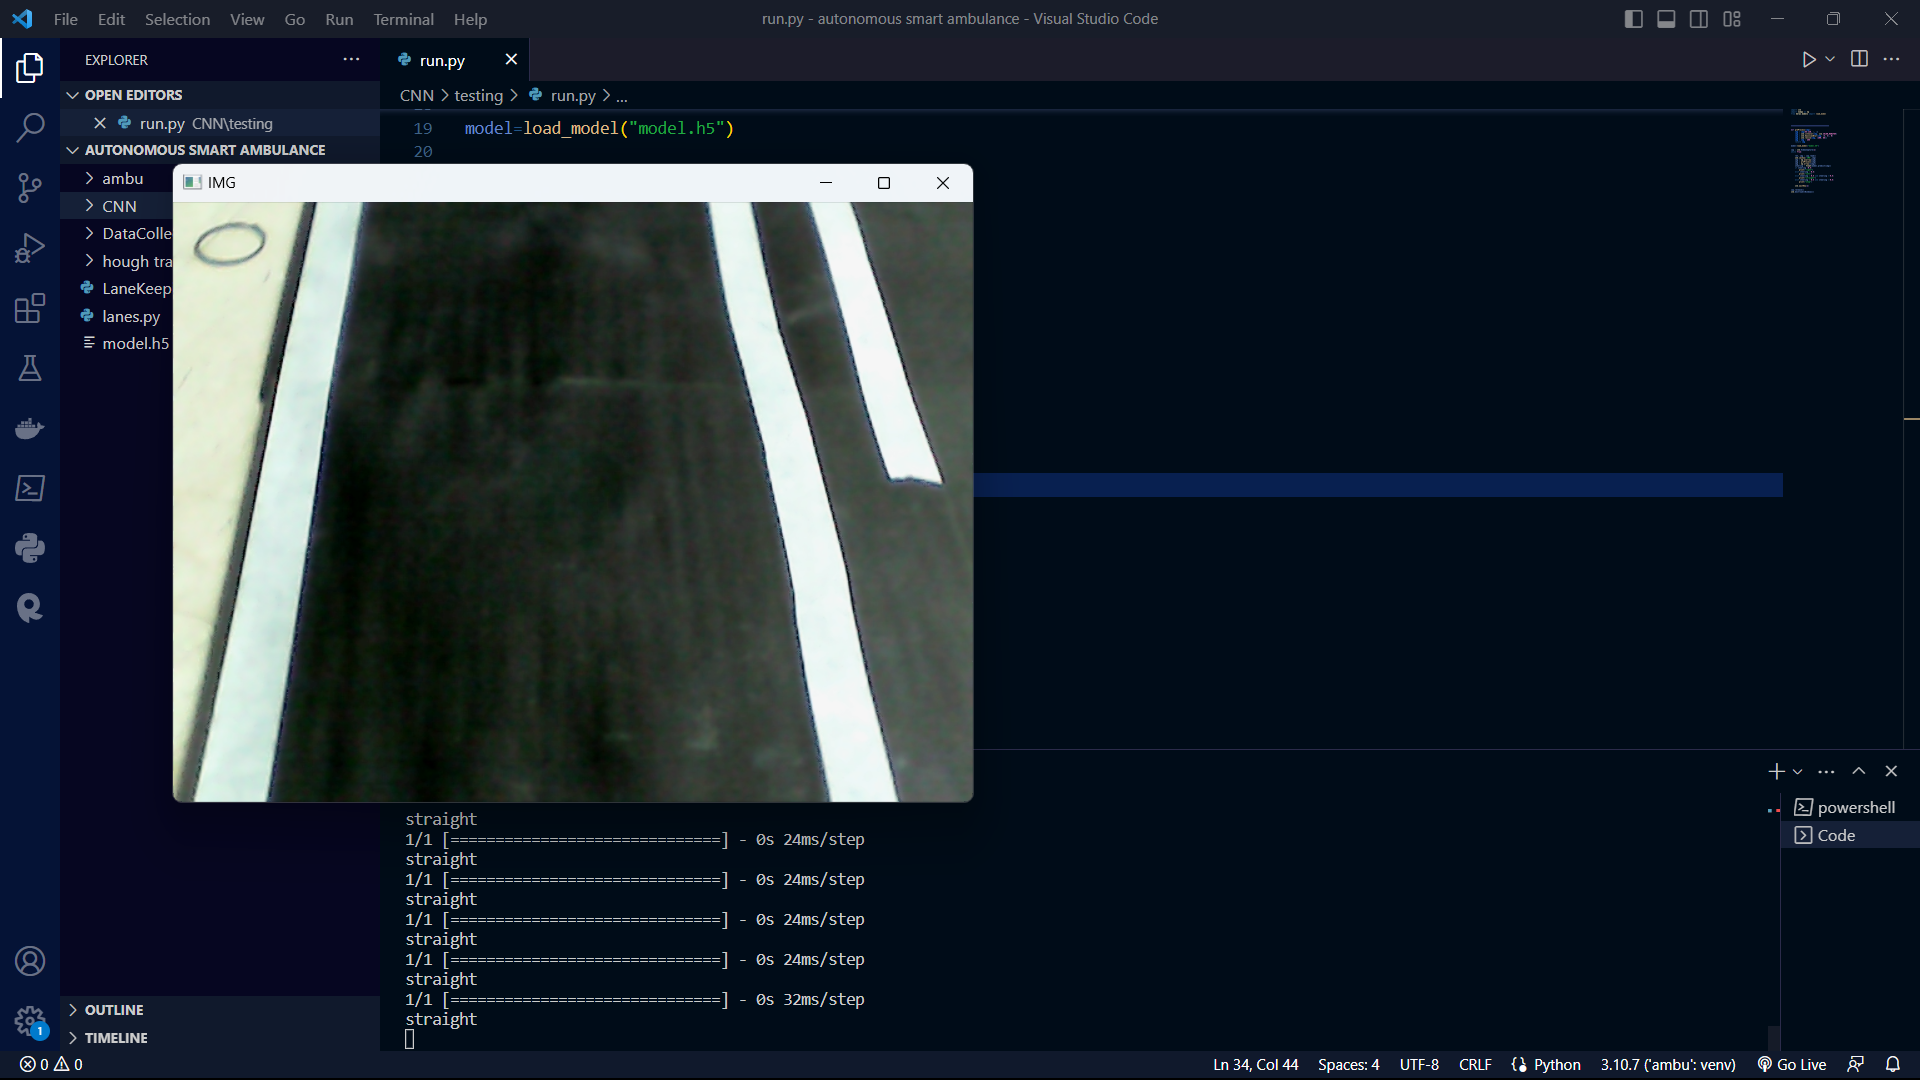 File Edit Selection View Go Run Terminal Help
run.py - autonomous smart ambulance - Visual Studio Code
EXPLORER
run.py
OPEN EDITORS
CNN > testing > run.py > ...
run.py CNN\testing
19 model=load_model("model.h5")
AUTONOMOUS SMART AMBULANCE
20
ambu
IMG
CNN
DataColle
hough tra
LaneKeep
lanes.py
model.h5
powershell
Code
straight
1/1 [==============================] - 0s 24ms/step
straight
1/1 [==============================] - 0s 24ms/step
straight
1/1 [==============================] - 0s 24ms/step
straight
1/1 [==============================] - 0s 24ms/step
straight
1/1 [==============================] - 0s 32ms/step
straight
OUTLINE
TIMELINE
1
0 0
Ln 34, Col 44 Spaces: 4 UTF-8 CRLF Python 3.10.7 ('ambu': venv) Go Live